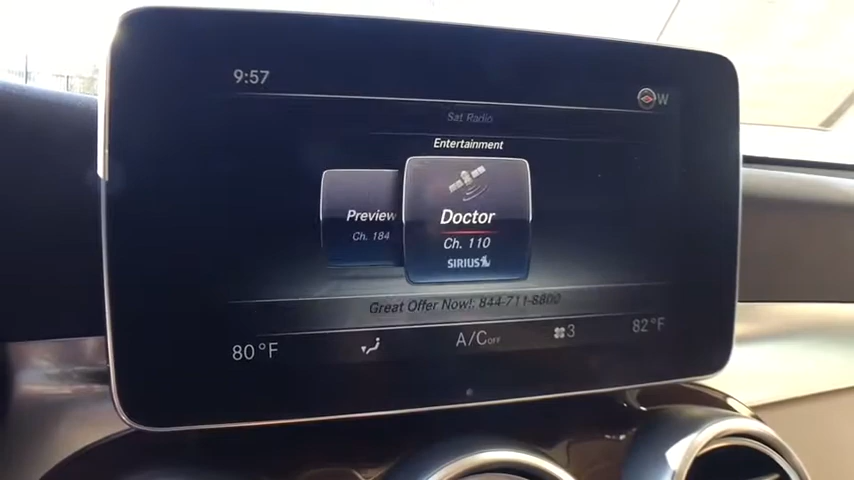 9:57
W
Sat Radio
Entertainment
Preview
Ch. 184
Doctor
Ch. 110
SIRIUS
Great Offer Now!: 844-711-8800
80 °F
A/C OFF
3
82 °F